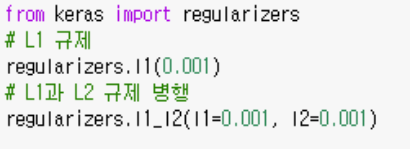 from keras import regularizers
# L1 규제
regularizers.l1(0.001)
# L1과 L2 규제 병행
regularizers.l1_l2(l1=0.001, l2=0.001)